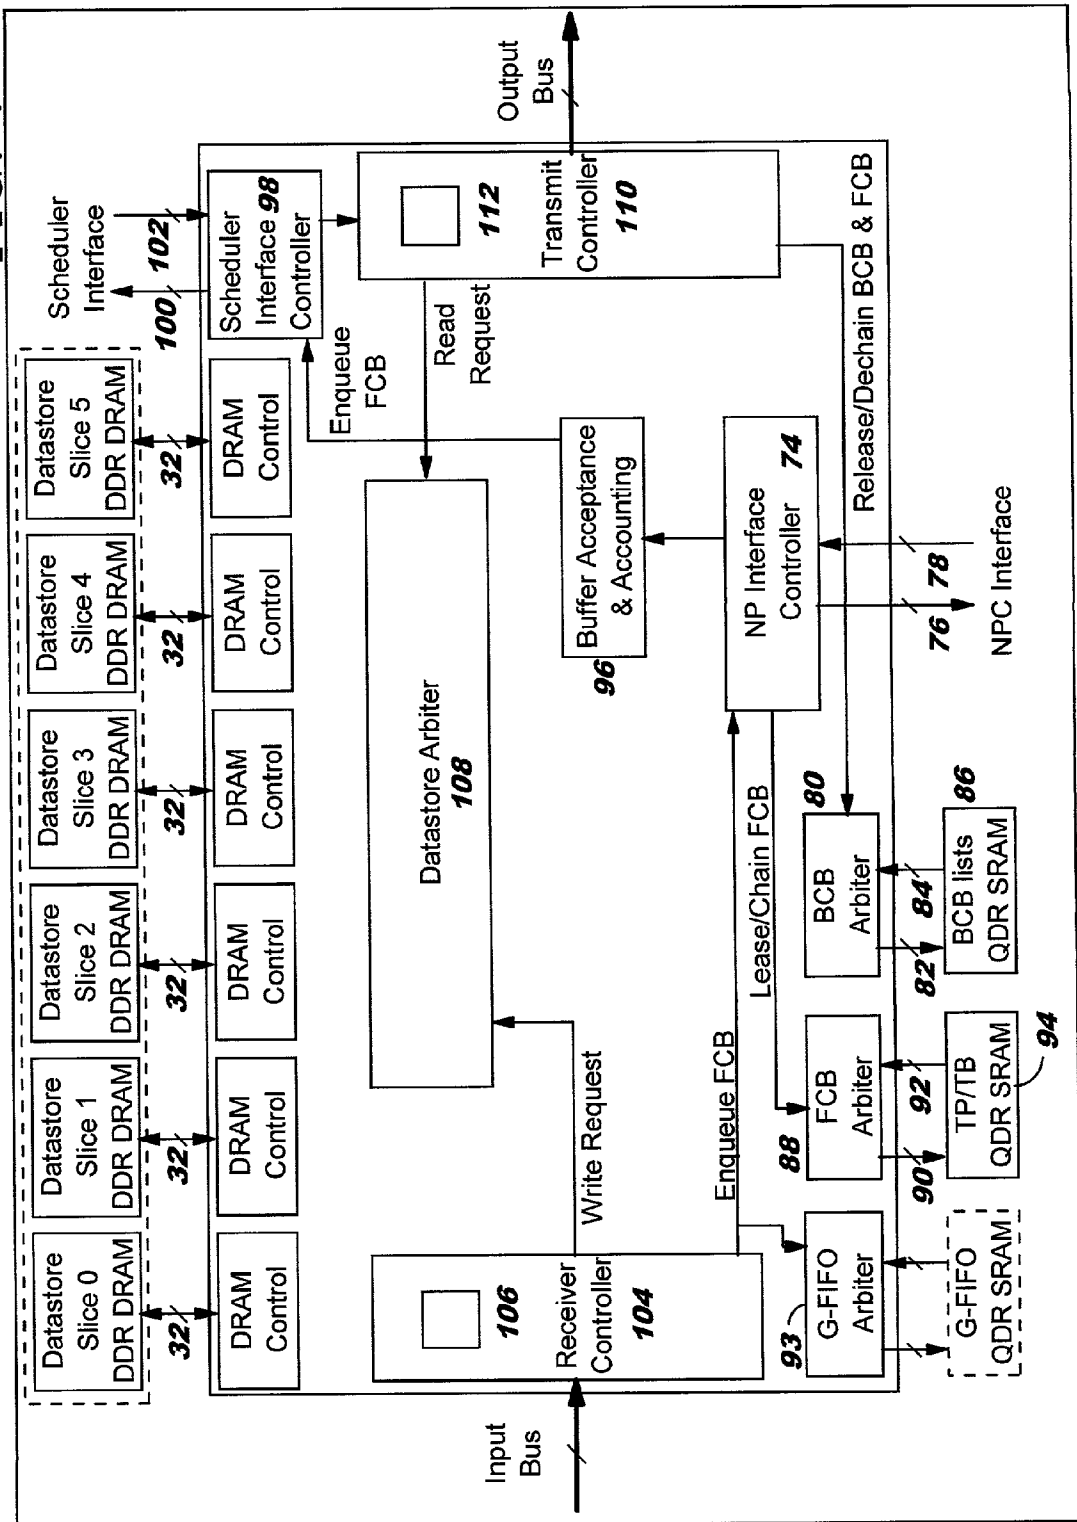 Datastore
Slice 0
DDR DRAM
Datastore
Slice 1
DDR DRAM
Datastore
Slice 2
DDR DRAM
Datastore
Slice 3
DDR DRAM
Datastore
Slice 4
DDR DRAM
Datastore
Slice 5
DDR DRAM
Scheduler
Interface
32
32
32
32
32
32
100
102
DRAM
Control
DRAM
Control
DRAM
Control
DRAM
Control
DRAM
Control
DRAM
Control
Scheduler
Interface 98
Controller
Enqueue
FCB
Read
Request
Datastore Arbiter
108
112
Transmit
Controller
110
Output
Bus
Input
Bus
106
Receiver
Controller
104
Write Request
Buffer Acceptance
& Accounting
96
Enqueue FCB
Lease/Chain FCB
NP Interface
Controller
74
Release/Dechain BCB & FCB
93
G-FIFO
Arbiter
88
FCB
Arbiter
80
BCB
Arbiter
90
92
82
84
76
78
G-FIFO
QDR SRAM
TP/TB
QDR SRAM
94
BCB lists
QDR SRAM
86
NPC Interface